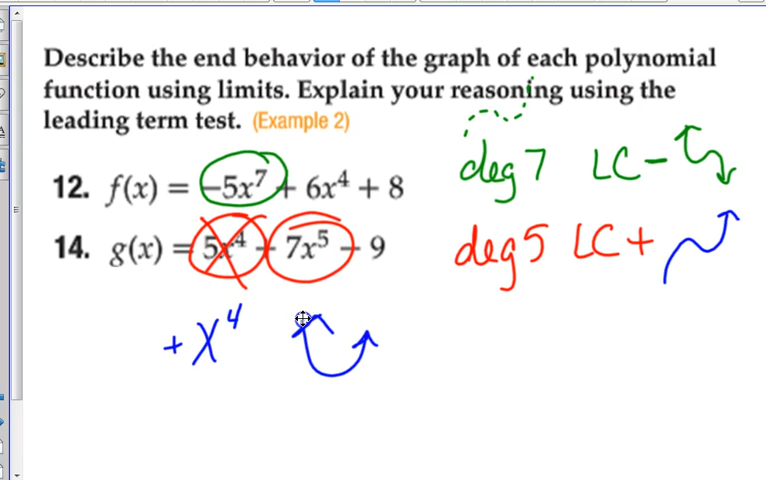 Describe the end behavior of the graph of each polynomial
function using limits. Explain your reasoning using the
leading term test. (Example 2)
12. f(x) = −5x⁷ + 6x⁴ + 8 deg 7 LC −
14. g(x) = 5x⁴ + 7x⁵ − 9 deg 5 LC +
+ x⁴